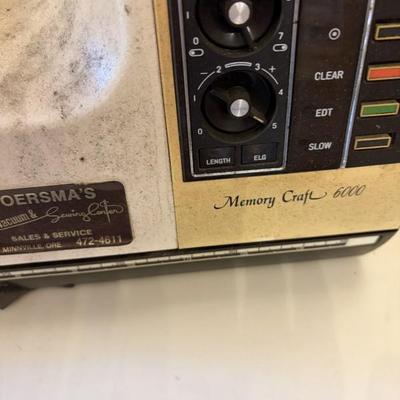 0 7
CLEAR
2 3
− +
1 4
0 5
EDT
LENGTH ELG
SLOW
Memory Craft 6000
OERSMA'S
Vacuum & Sewing Center
SALES & SERVICE
MINNVILLE, ORE 472-4611